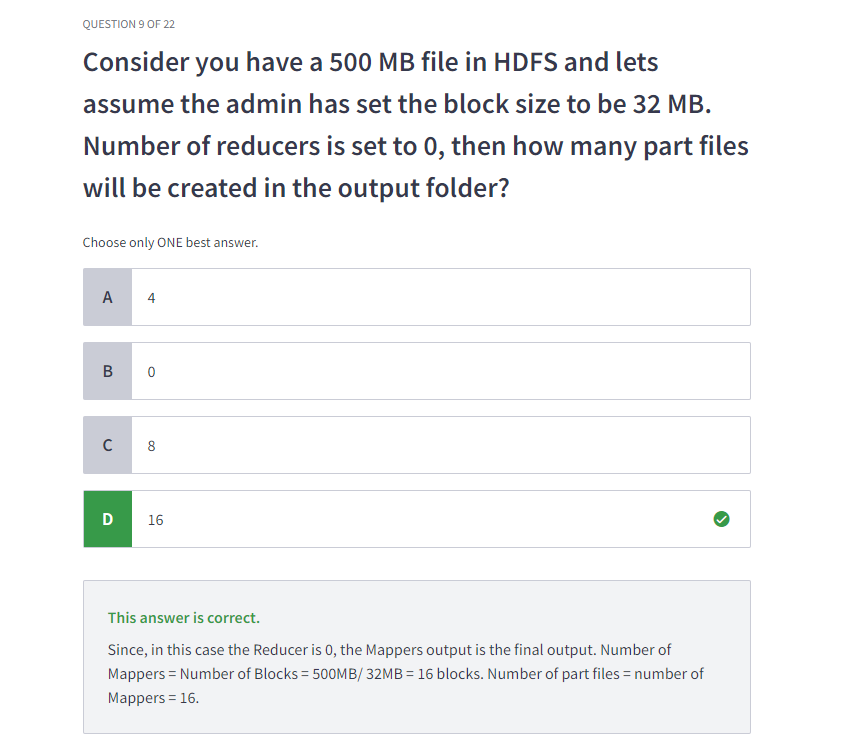 QUESTION 9 OF 22
Consider you have a 500 MB file in HDFS and lets
assume the admin has set the block size to be 32 MB.
Number of reducers is set to 0, then how many part files
will be created in the output folder?
Choose only ONE best answer.
A 4
B 0
C 8
D 16
This answer is correct.
Since, in this case the Reducer is 0, the Mappers output is the final output. Number of
Mappers = Number of Blocks = 500MB/ 32MB = 16 blocks. Number of part files = number of
Mappers = 16.